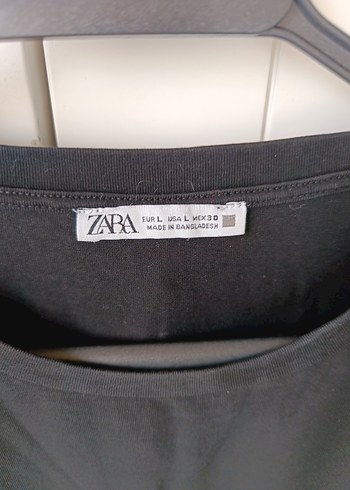 ZARA
EUR L USA L MEX 30
MADE IN BANGLADESH